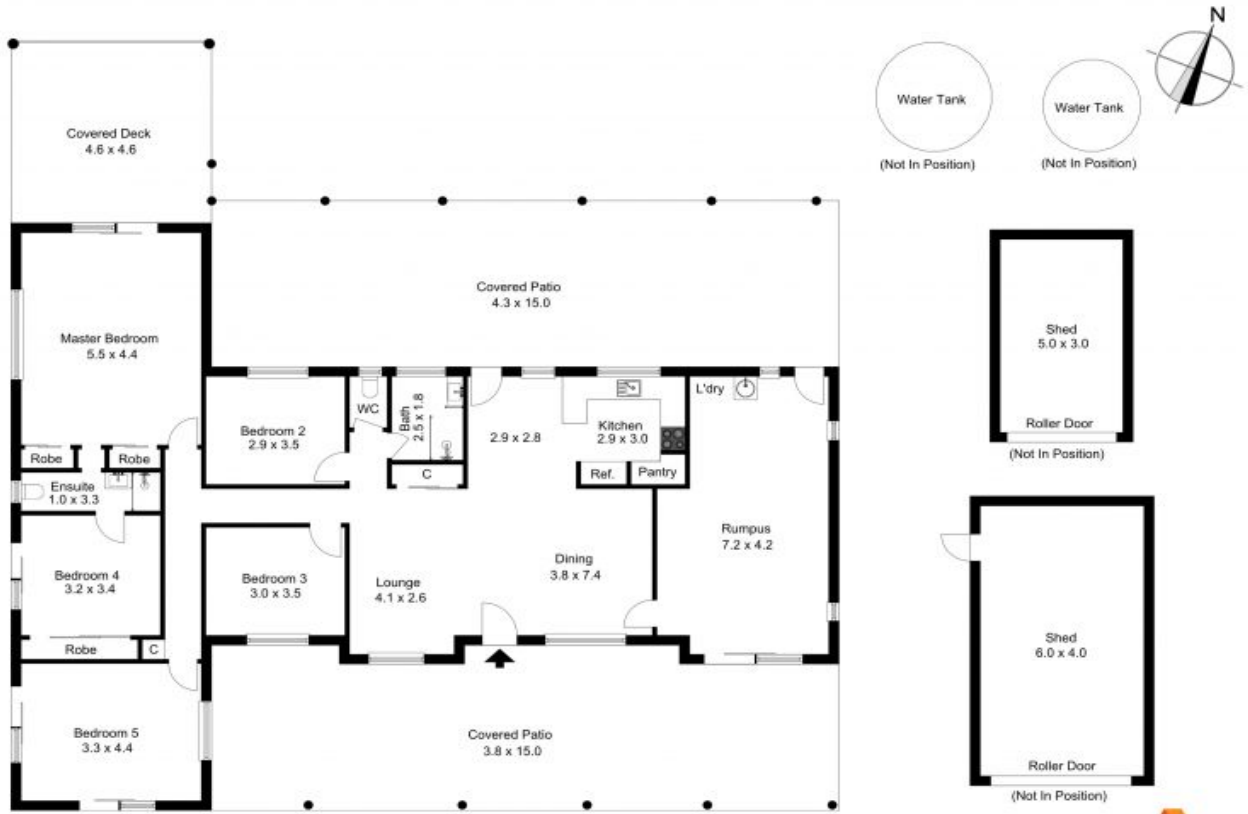 N
Water Tank
(Not In Position)
Water Tank
(Not In Position)
Covered Deck
4.6 x 4.6
Covered Patio
4.3 x 15.0
Master Bedroom
5.5 x 4.4
Shed
5.0 x 3.0
Roller Door
(Not In Position)
Bedroom 2
2.9 x 3.5
WC
Bath
2.5 x 1.8
C
2.9 x 2.8
Kitchen
2.9 x 3.0
Ref.
Pantry
L'dry
Robe
Robe
Ensuite
1.0 x 3.3
Rumpus
7.2 x 4.2
Bedroom 4
3.2 x 3.4
Bedroom 3
3.0 x 3.5
Lounge
4.1 x 2.6
Dining
3.8 x 7.4
Robe
C
Shed
6.0 x 4.0
Roller Door
(Not In Position)
Bedroom 5
3.3 x 4.4
Covered Patio
3.8 x 15.0